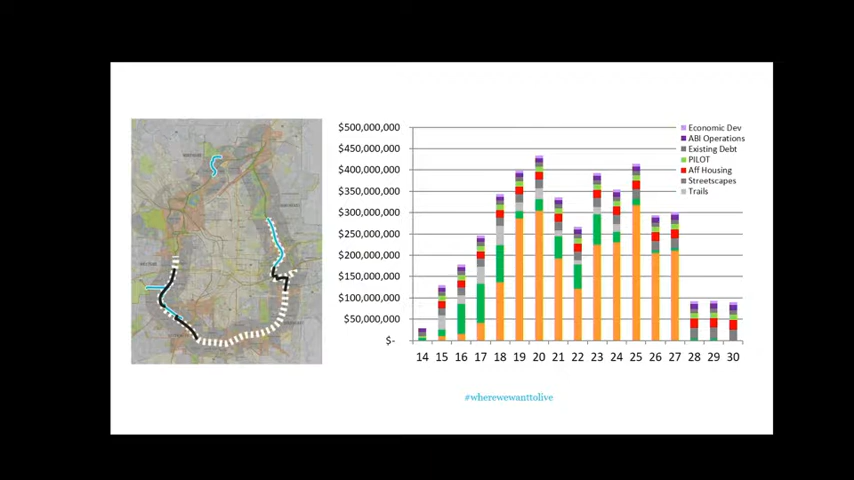 $500,000,000
$450,000,000
$400,000,000
$350,000,000
$300,000,000
$250,000,000
$200,000,000
$150,000,000
$100,000,000
$50,000,000
$-
14 15 16 17 18 19 20 21 22 23 24 25 26 27 28 29 30
Economic Dev
ABI Operations
Existing Debt
PILOT
Aff Housing
Streetscapes
Trails
#wherewewanttolive